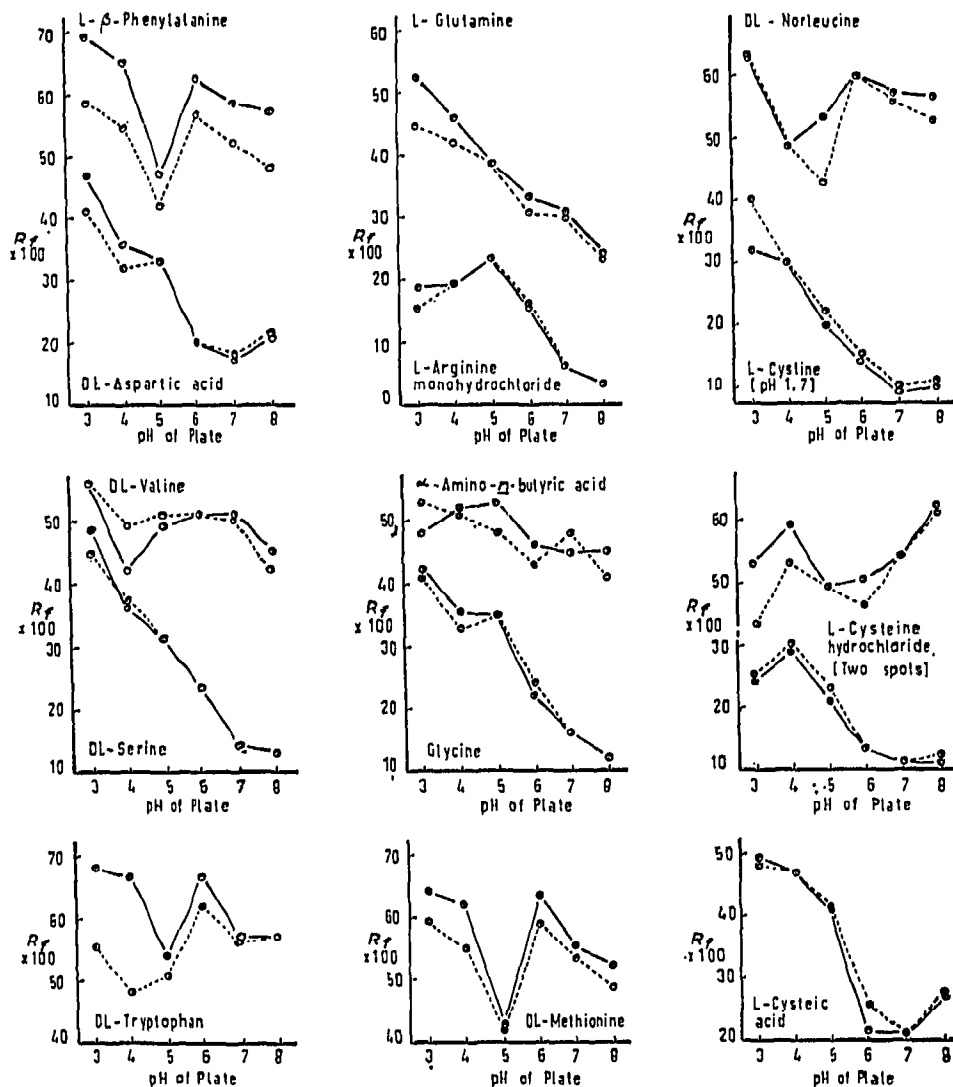 L-β-Phenylalanine
70
60
50
40
Rf
x100
30
20
10
DL-Aspartic acid
3 4 5 6 7 8
pH of Plate
L-Glutamine
60
50
40
Rf
x100
30
20
10
0
L-Arginine
monohydrochloride
3 4 5 6 7 8
pH of Plate
DL-Norleucine
60
50
40
Rf
x100
30
20
10
L-Cystine
[pH 1.7]
3 4 5 6 7 8
pH of Plate
DL-Valine
50
40
Rf
x100
30
20
10
DL-Serine
3 4 5 6 7 8
pH of Plate
α-Amino-n-butyric acid
50
40
Rf
x100
30
20
10
Glycine
3 4 5 6 7 8
pH of Plate
60
50
Rf
x100
30
20
10
L-Cysteine
hydrochloride
[Two spots]
3 4 5 6 7 8
pH of Plate
70
60
Rf
x100
50
40
DL-Tryptophan
3 4 5 6 7 8
pH of Plate
70
60
Rf
x100
50
40
DL-Methionine
3 4 5 6 7 8
pH of Plate
50
40
Rf
x100
30
20
L-Cysteic
acid
3 4 5 6 7 8
pH of Plate